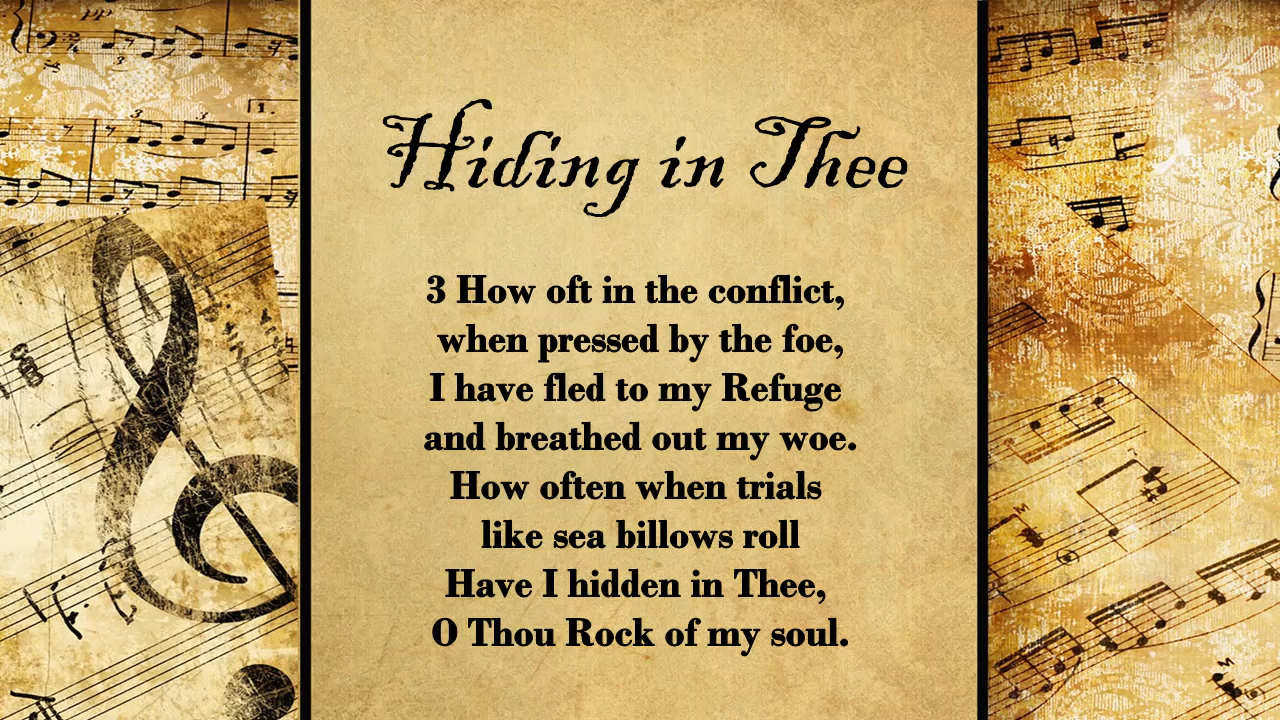 Hiding in Thee
3 How oft in the conflict,
when pressed by the foe,
I have fled to my Refuge
and breathed out my woe.
How often when trials
like sea billows roll
Have I hidden in Thee,
O Thou Rock of my soul.